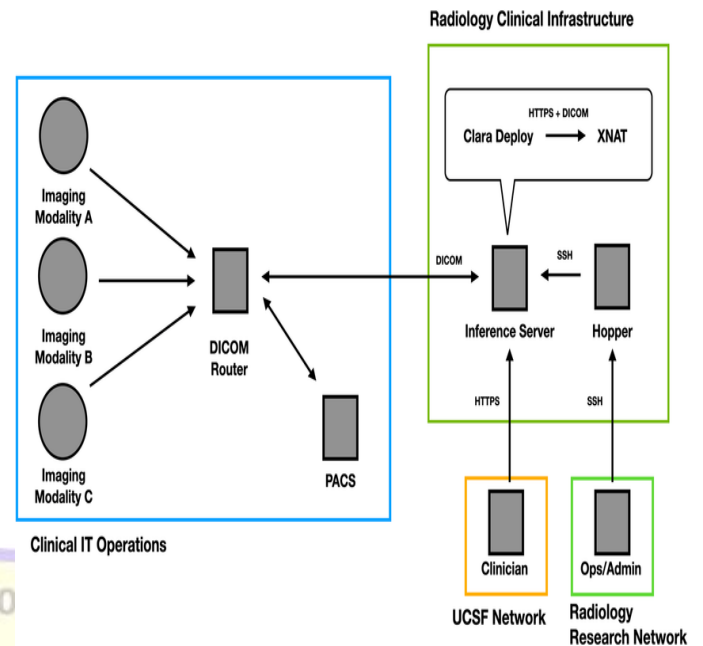 Radiology Clinical Infrastructure
HTTPS + DICOM
Clara Deploy
XNAT
Imaging
Modality A
DICOM
SSH
Imaging
Modality B
DICOM
Router
Inference Server
Hopper
HTTPS
SSH
Imaging
Modality C
PACS
Clinical IT Operations
Clinician
Ops/Admin
UCSF Network
Radiology
Research Network